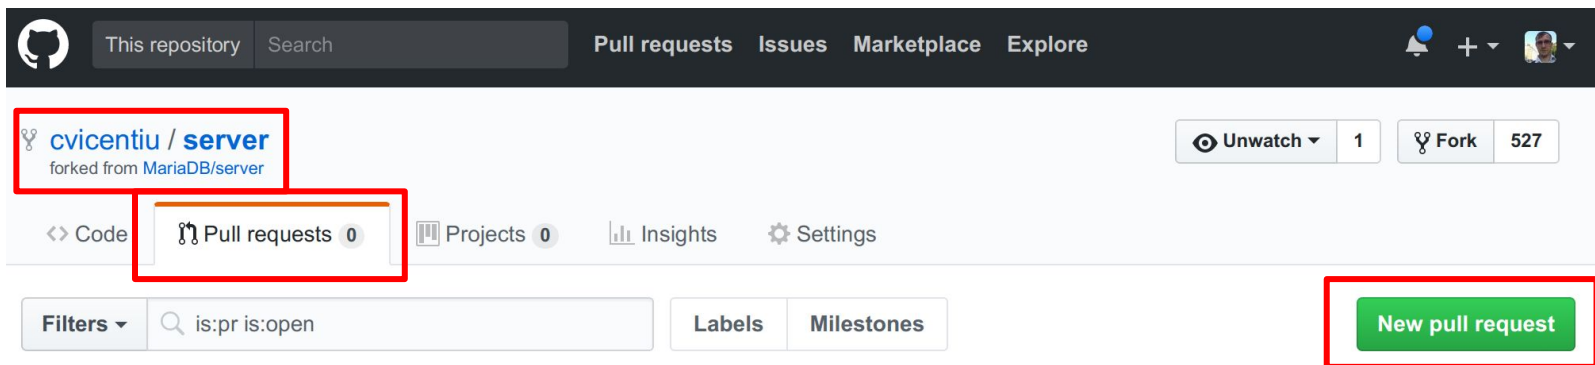 This repository Search Pull requests Issues Marketplace Explore
cvicentiu / server
forked from MariaDB/server
Unwatch 1 Fork 527
Code Pull requests 0 Projects 0 Insights Settings
Filters is:pr is:open Labels Milestones New pull request